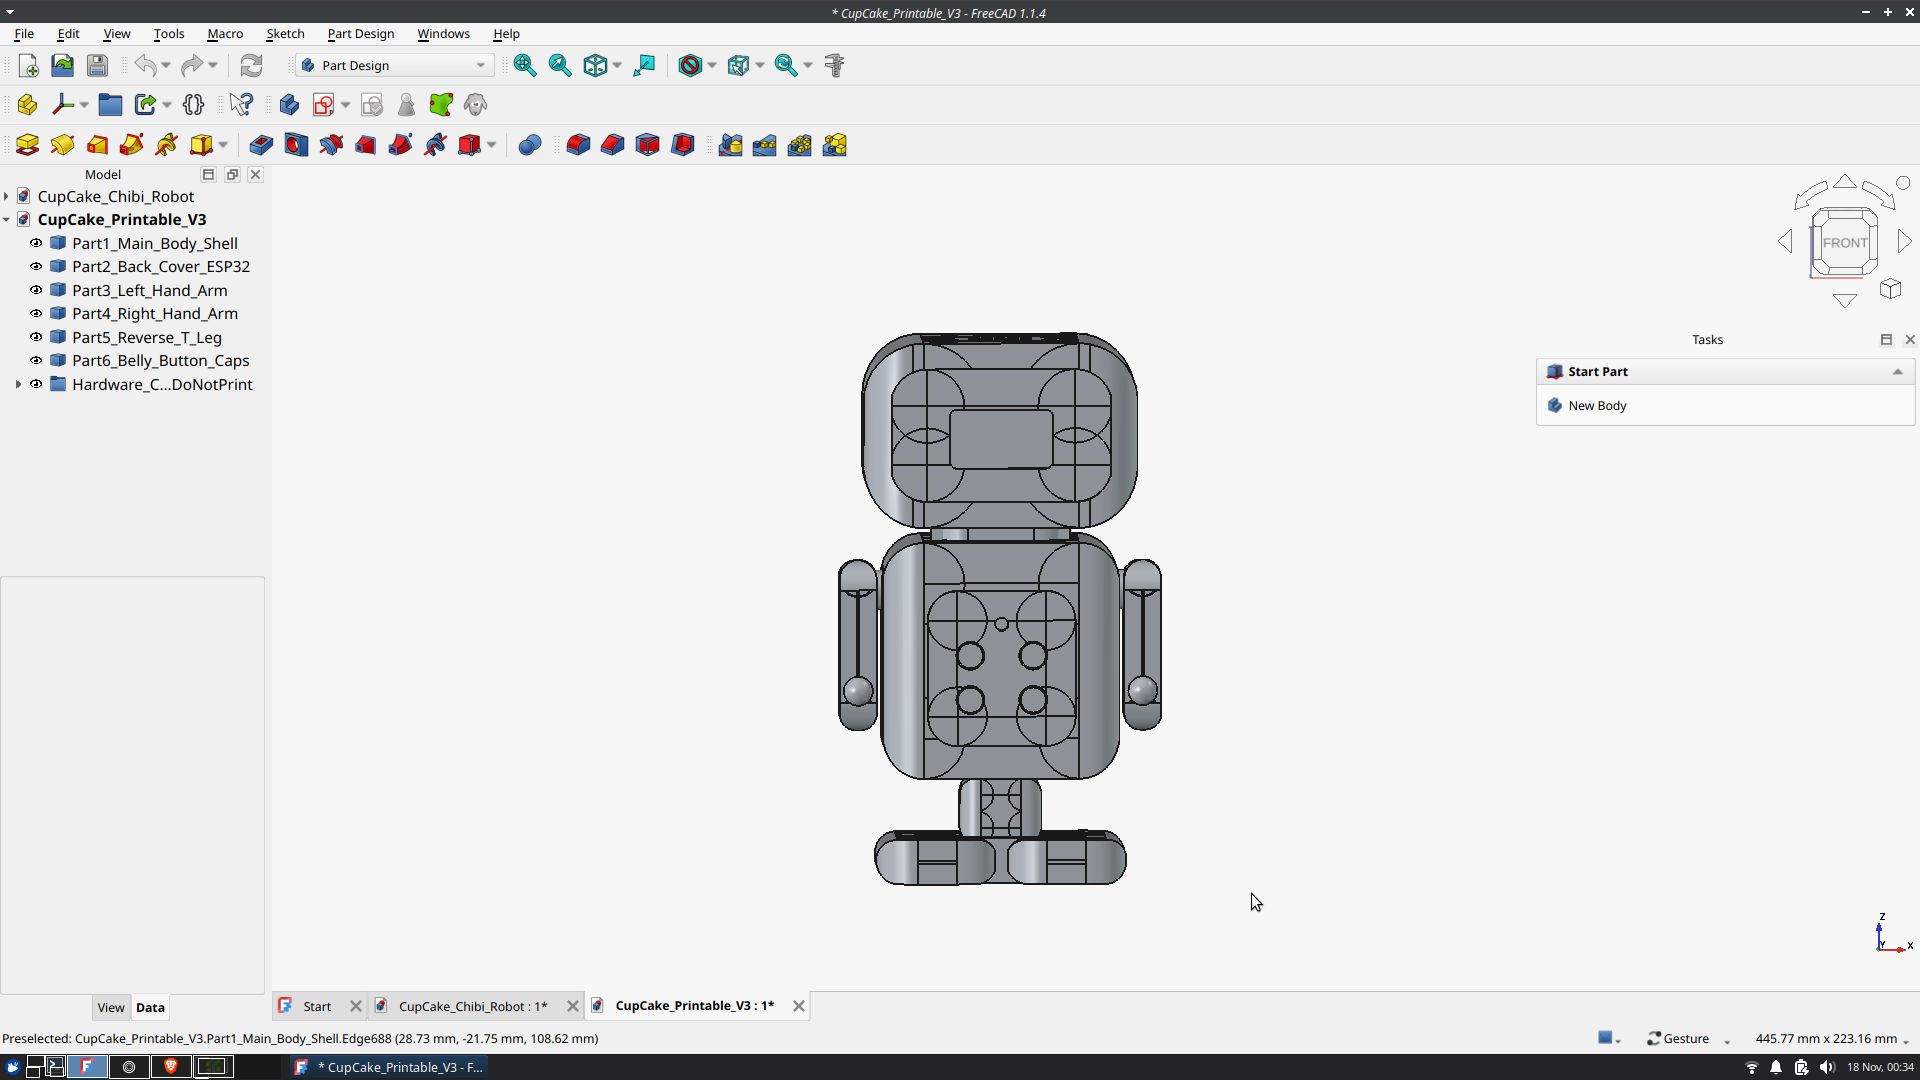 * CupCake_Printable_V3 - FreeCAD 1.1.4
File Edit View Tools Macro Sketch Part Design Windows Help
Part Design
Model
CupCake_Chibi_Robot
CupCake_Printable_V3
Part1_Main_Body_Shell
Part2_Back_Cover_ESP32
Part3_Left_Hand_Arm
Part4_Right_Hand_Arm
Part5_Reverse_T_Leg
Part6_Belly_Button_Caps
Hardware_C...DoNotPrint
FRONT
Tasks
Start Part
New Body
Z
Y
X
View Data
Start CupCake_Chibi_Robot : 1* CupCake_Printable_V3 : 1*
Preselected: CupCake_Printable_V3.Part1_Main_Body_Shell.Edge688 (28.73 mm, -21.75 mm, 108.62 mm)
Gesture
445.77 mm x 223.16 mm
* CupCake_Printable_V3 - F...
18 Nov, 00:34